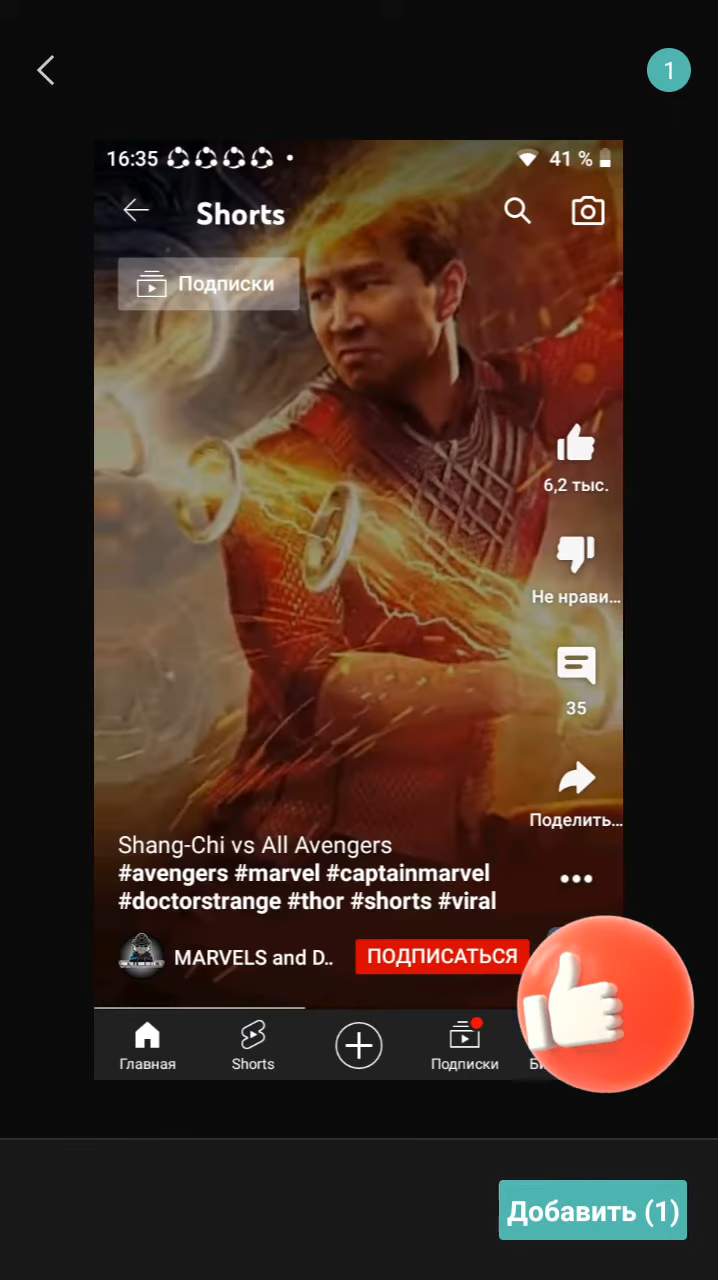 1
16:35
41 %
Shorts
Подписки
6,2 тыс.
Не нрави...
35
Поделить...
Shang-Chi vs All Avengers
#avengers #marvel #captainmarvel
#doctorstrange #thor #shorts #viral
MARVELS and D..
ПОДПИСАТЬСЯ
Главная
Shorts
Подписки
Добавить (1)